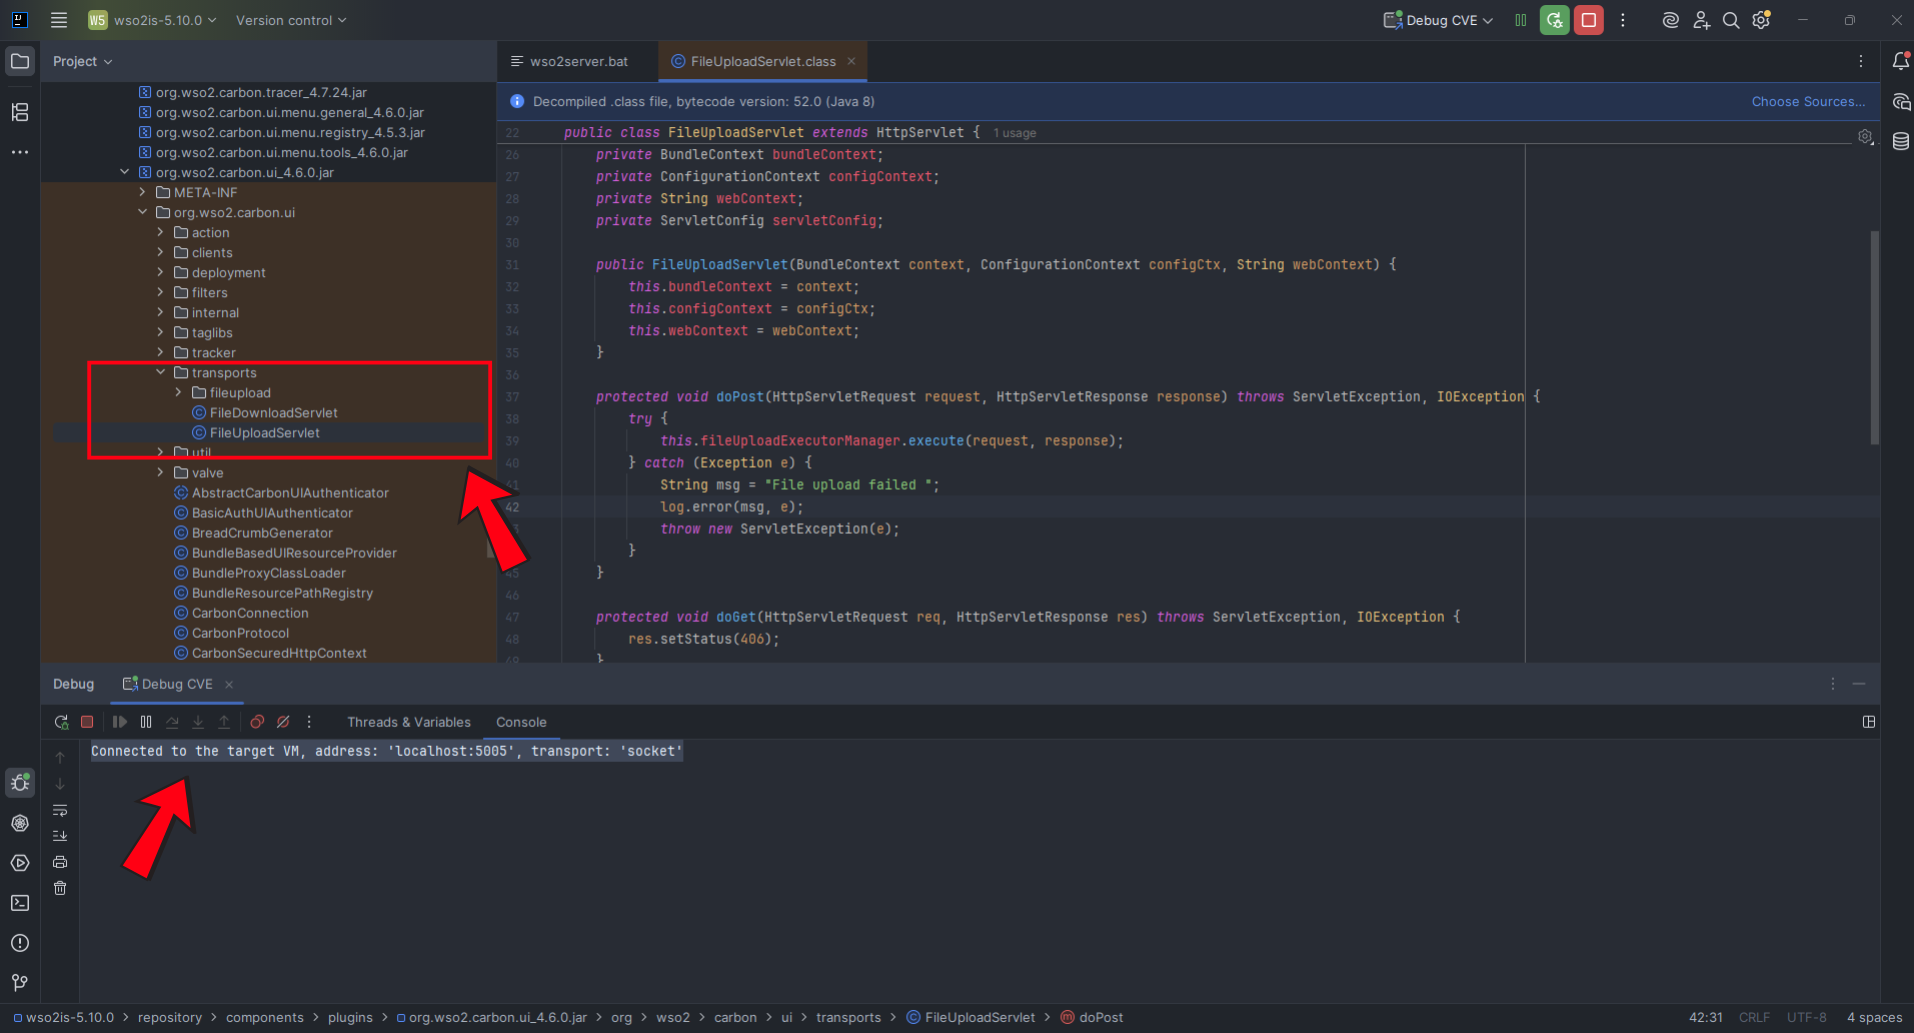 W5 wso2is-5.10.0 Version control Debug CVE
Project
wso2server.bat FileUploadServlet.class
org.wso2.carbon.tracer_4.7.24.jar
org.wso2.carbon.ui.menu.general_4.6.0.jar
org.wso2.carbon.ui.menu.registry_4.5.3.jar
org.wso2.carbon.ui.menu.tools_4.6.0.jar
org.wso2.carbon.ui_4.6.0.jar
META-INF
org.wso2.carbon.ui
action
clients
deployment
filters
internal
taglibs
tracker
transports
fileupload
FileDownloadServlet
FileUploadServlet
util
valve
AbstractCarbonUIAuthenticator
BasicAuthUIAuthenticator
BreadCrumbGenerator
BundleBasedUIResourceProvider
BundleProxyClassLoader
BundleResourcePathRegistry
CarbonConnection
CarbonProtocol
CarbonSecuredHttpContext
Decompiled .class file, bytecode version: 52.0 (Java 8) Choose Sources...
22 public class FileUploadServlet extends HttpServlet { 1 usage
26 private BundleContext bundleContext;
27 private ConfigurationContext configContext;
28 private String webContext;
29 private ServletConfig servletConfig;
30
31 public FileUploadServlet(BundleContext context, ConfigurationContext configCtx, String webContext) {
32 this.bundleContext = context;
33 this.configContext = configCtx;
34 this.webContext = webContext;
35 }
36
37 protected void doPost(HttpServletRequest request, HttpServletResponse response) throws ServletException, IOException {
38 try {
39 this.fileUploadExecutorManager.execute(request, response);
40 } catch (Exception e) {
41 String msg = "File upload failed ";
42 log.error(msg, e);
throw new ServletException(e);
}
45 }
46
47 protected void doGet(HttpServletRequest req, HttpServletResponse res) throws ServletException, IOException {
48 res.setStatus(406);
49 }
Debug Debug CVE
Threads & Variables Console
Connected to the target VM, address: 'localhost:5005', transport: 'socket'
wso2is-5.10.0 > repository > components > plugins > org.wso2.carbon.ui_4.6.0.jar > org > wso2 > carbon > ui > transports > FileUploadServlet > doPost 42:31 CRLF UTF-8 4 spaces